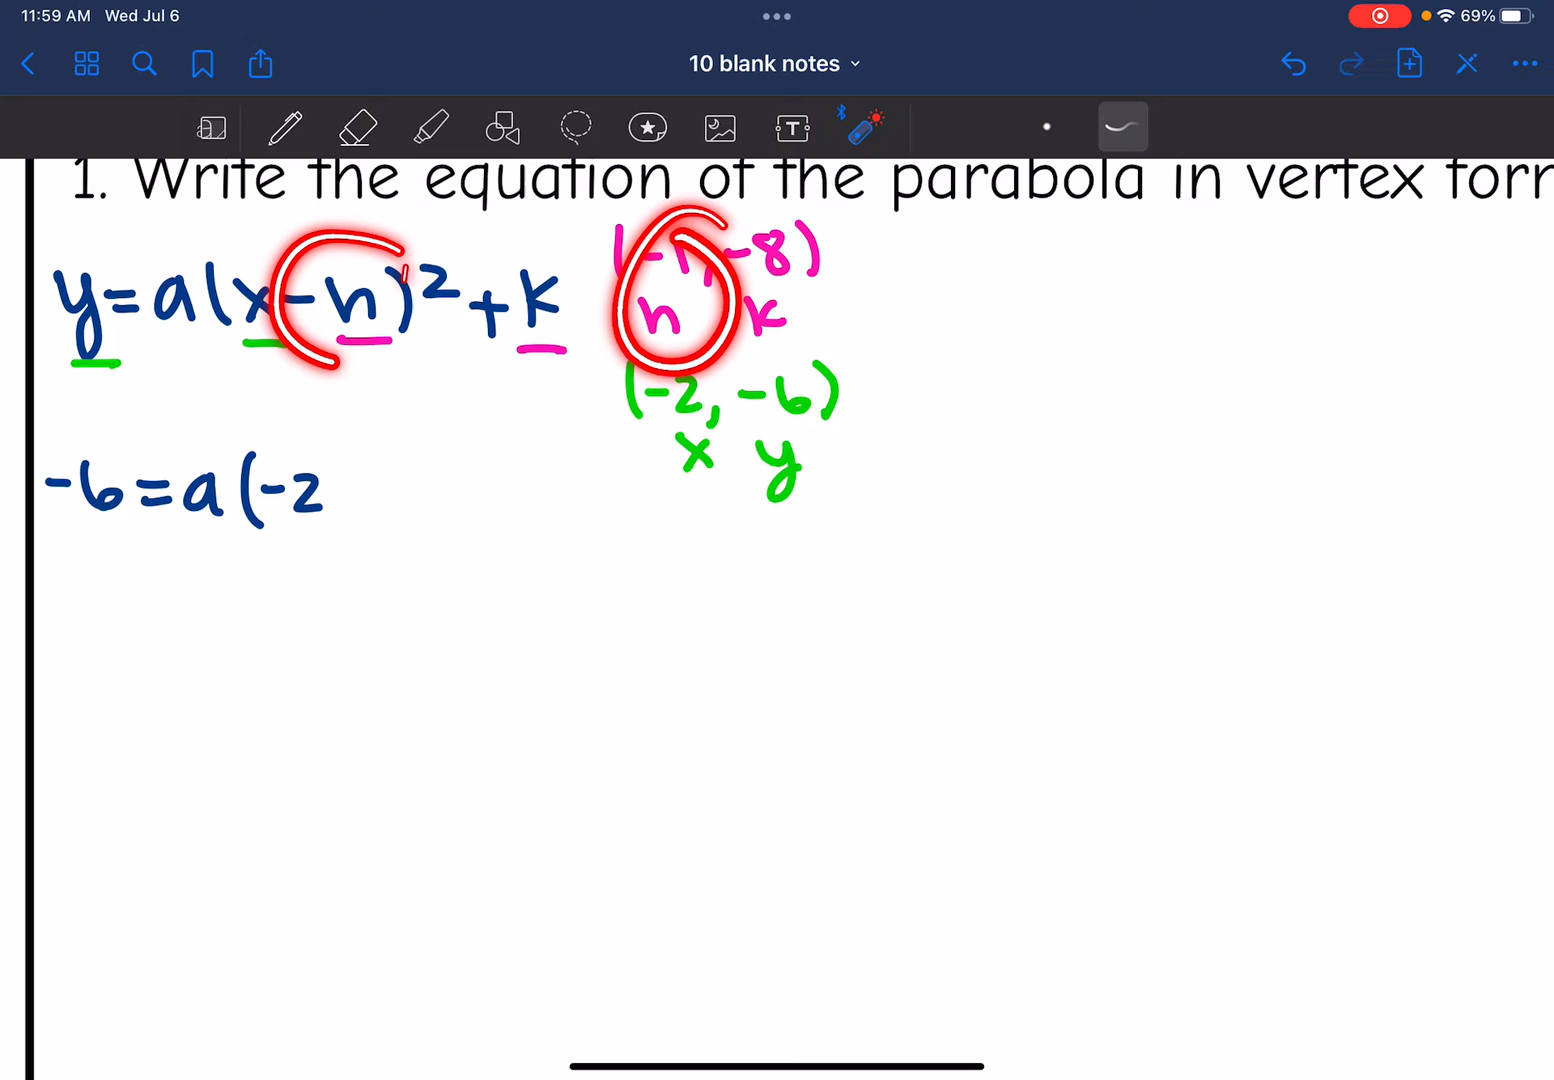 11:59 AM Wed Jul 6
69%
10 blank notes
T
1. Write the equation of the parabola in vertex
y = a(x - h)² + k
(-1, -8)
h k
(-2, -6)
x y
-6 = a(-2